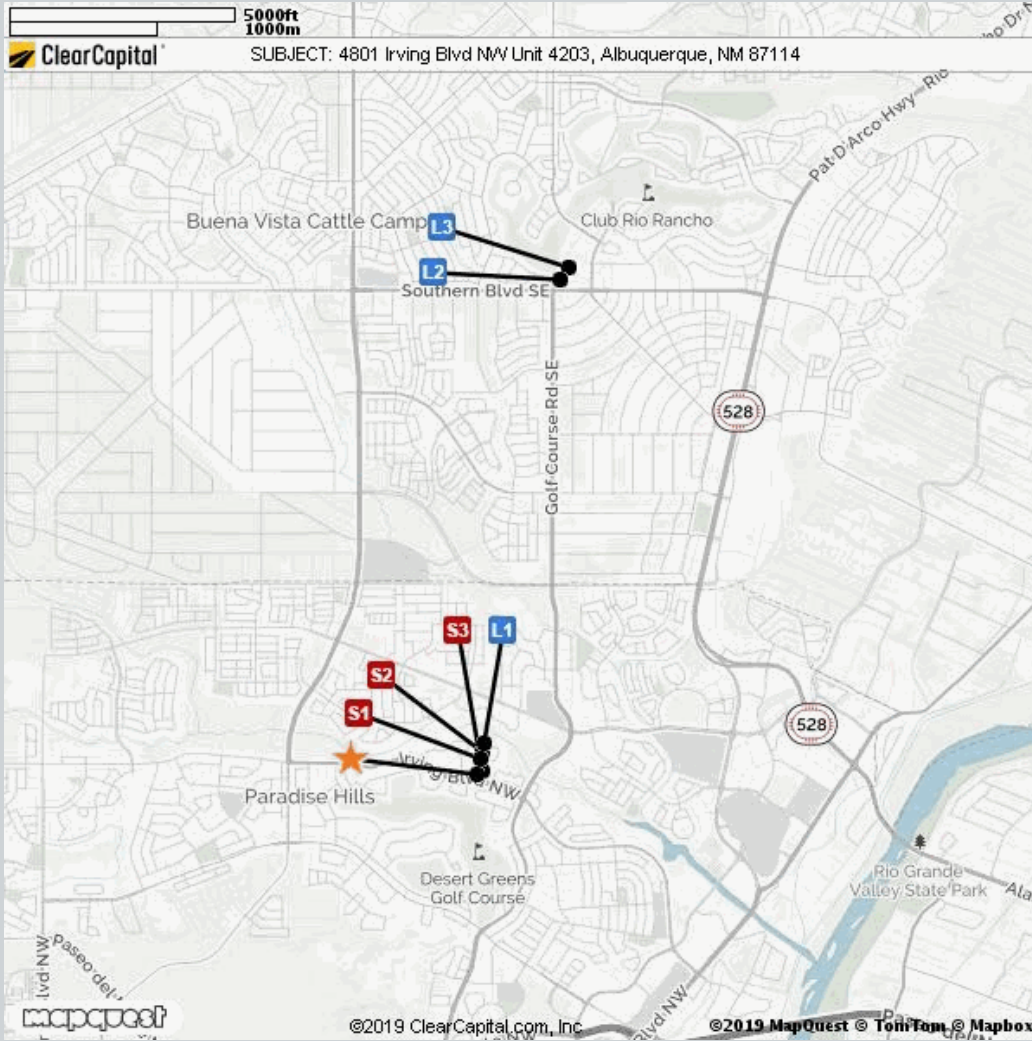 5000ft
1000m
ClearCapital
SUBJECT: 4801 Irving Blvd NW Unit 4203, Albuquerque, NM 87114
Pat D'Arco Hwy
Buena Vista Cattle Camp
L3
Club Rio Rancho
L2
Southern Blvd SE
Golf Course Rd SE
528
S3
L1
S2
S1
528
Irving Blvd NW
Paradise Hills
Desert Greens
Golf Course
Rio Grande
Valley State Park
mapquest
©2019 ClearCapital.com, Inc
©2019 MapQuest © TomTom © Mapbox